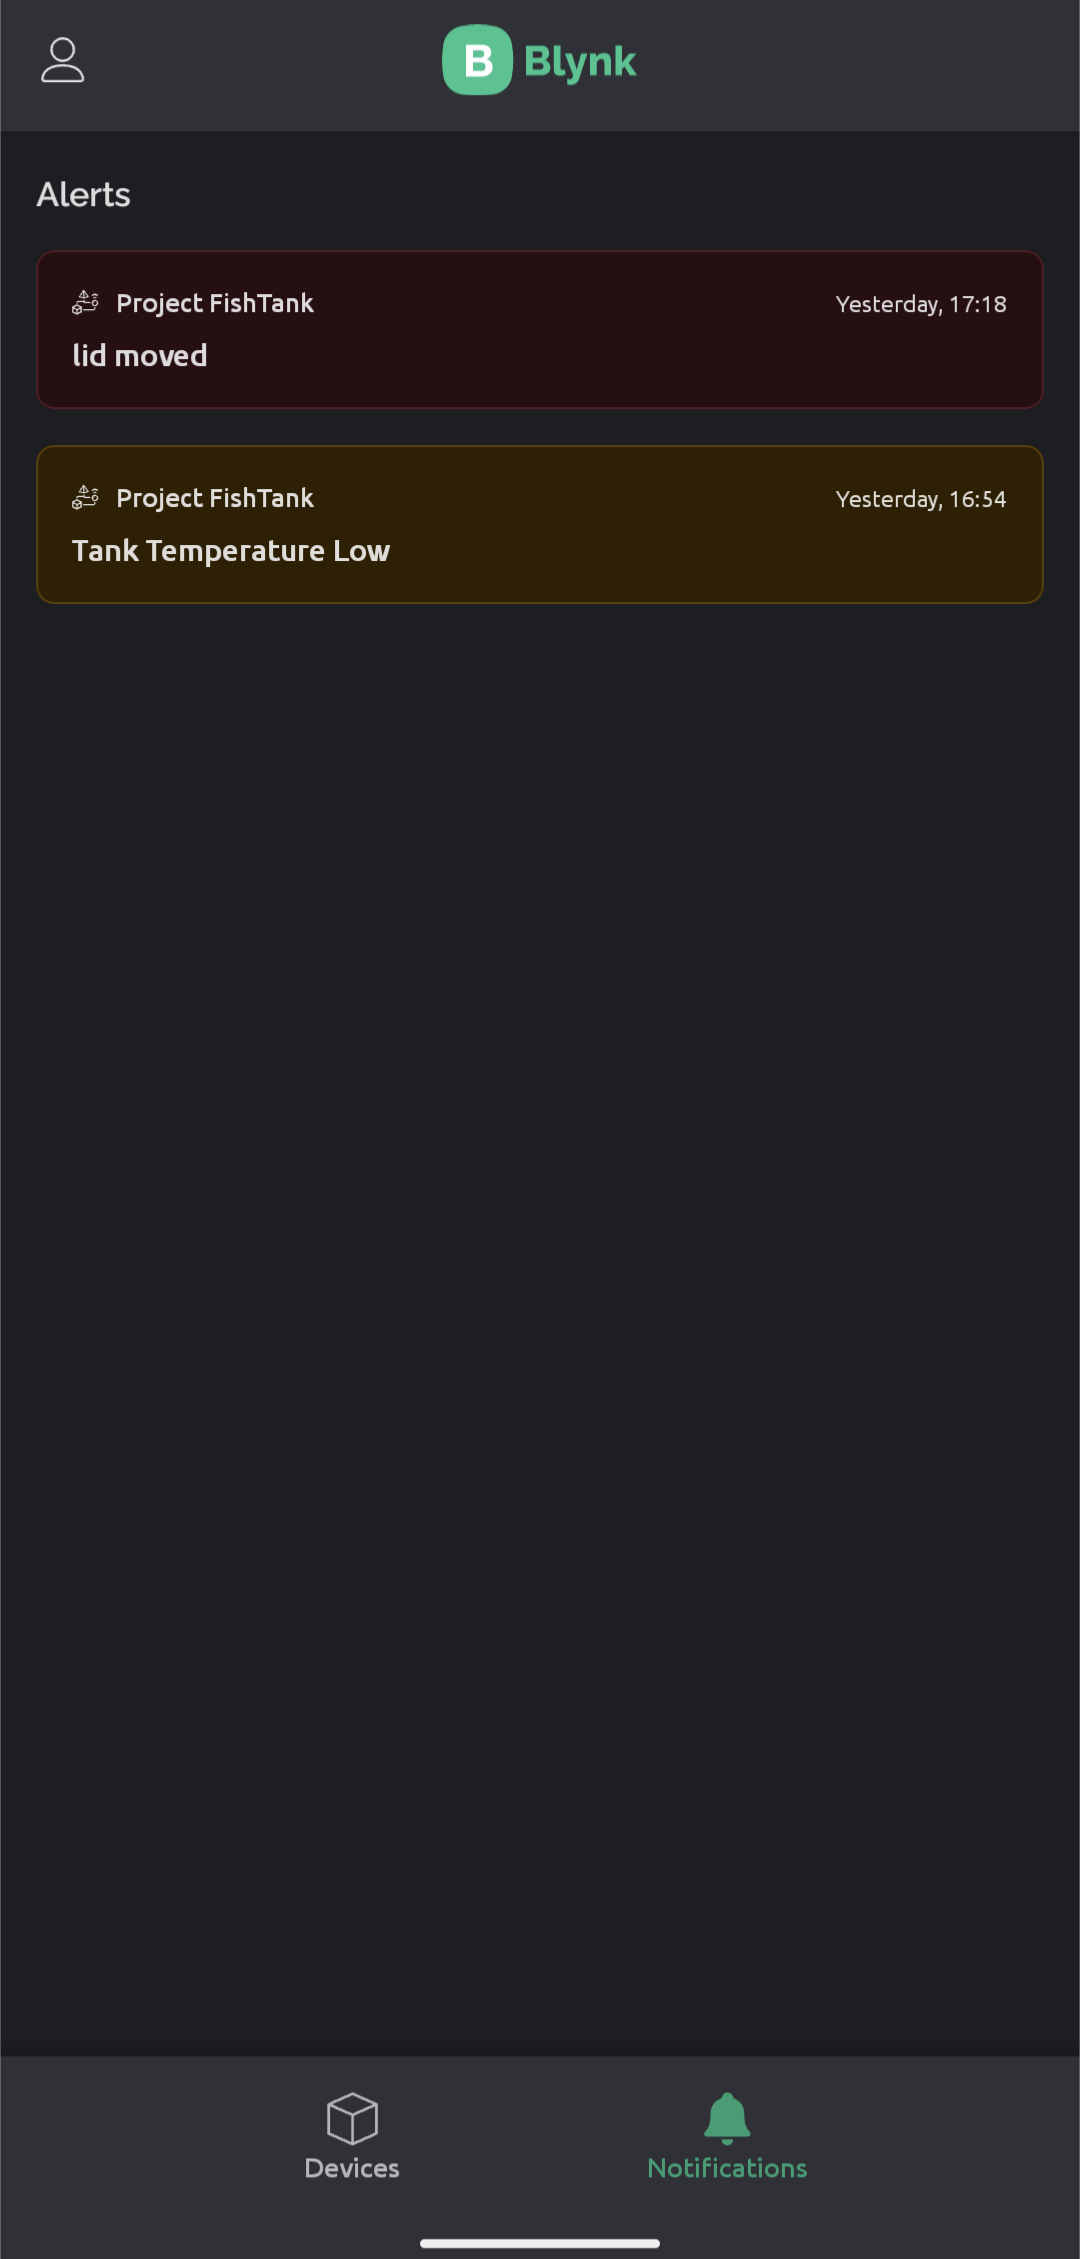 B Blynk
Alerts
Project FishTank Yesterday, 17:18
lid moved
Project FishTank Yesterday, 16:54
Tank Temperature Low
Devices Notifications